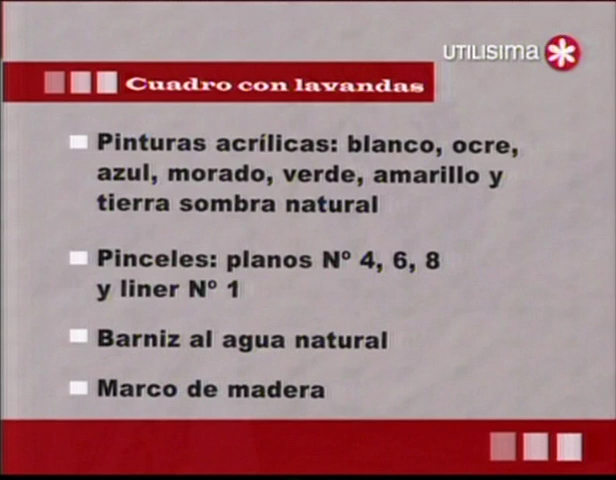 UTILISIMA
Cuadro con lavandas
Pinturas acrílicas: blanco, ocre,
azul, morado, verde, amarillo y
tierra sombra natural
Pinceles: planos Nº 4, 6, 8
y liner Nº 1
Barniz al agua natural
Marco de madera